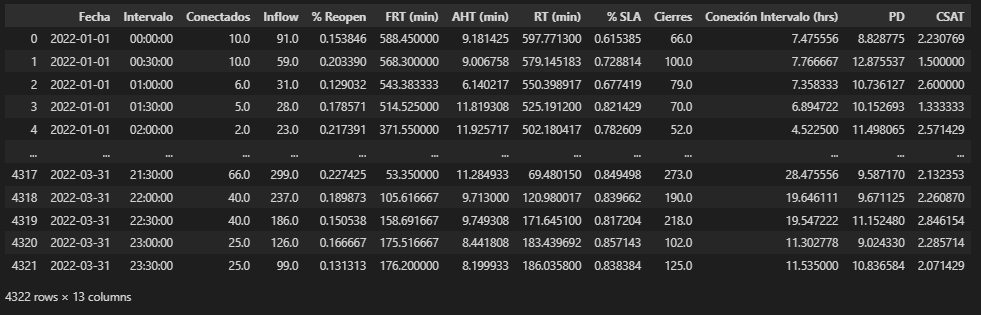 Fecha Intervalo Conectados Inflow % Reopen FRT (min) AHT (min) RT (min) % SLA Cierres Conexión Intervalo (hrs) PD CSAT
0 2022-01-01 00:00:00 10.0 91.0 0.153846 588.450000 9.181425 597.771300 0.615385 66.0 7.475556 8.828775 2.230769
1 2022-01-01 00:30:00 10.0 59.0 0.203390 568.300000 9.006758 579.145183 0.728814 100.0 7.766667 12.875537 1.500000
2 2022-01-01 01:00:00 6.0 31.0 0.129032 543.383333 6.140217 550.398917 0.677419 79.0 7.358333 10.736127 2.600000
3 2022-01-01 01:30:00 5.0 28.0 0.178571 514.525000 11.819308 525.191200 0.821429 70.0 6.894722 10.152693 1.333333
4 2022-01-01 02:00:00 2.0 23.0 0.217391 371.550000 11.925717 502.180417 0.782609 52.0 4.522500 11.498065 2.571429
... ... ... ... ... ... ... ... ... ... ... ... ... ...
4317 2022-03-31 21:30:00 66.0 299.0 0.227425 53.350000 11.284933 69.480150 0.849498 273.0 28.475556 9.587170 2.132353
4318 2022-03-31 22:00:00 40.0 237.0 0.189873 105.616667 9.713000 120.980017 0.839662 190.0 19.646111 9.671125 2.260870
4319 2022-03-31 22:30:00 40.0 186.0 0.150538 158.691667 9.749308 171.645100 0.817204 218.0 19.547222 11.152480 2.846154
4320 2022-03-31 23:00:00 25.0 126.0 0.166667 175.516667 8.441808 183.439692 0.857143 102.0 11.302778 9.024330 2.285714
4321 2022-03-31 23:30:00 25.0 99.0 0.131313 176.200000 8.199933 186.035800 0.838384 125.0 11.535000 10.836584 2.071429
4322 rows × 13 columns